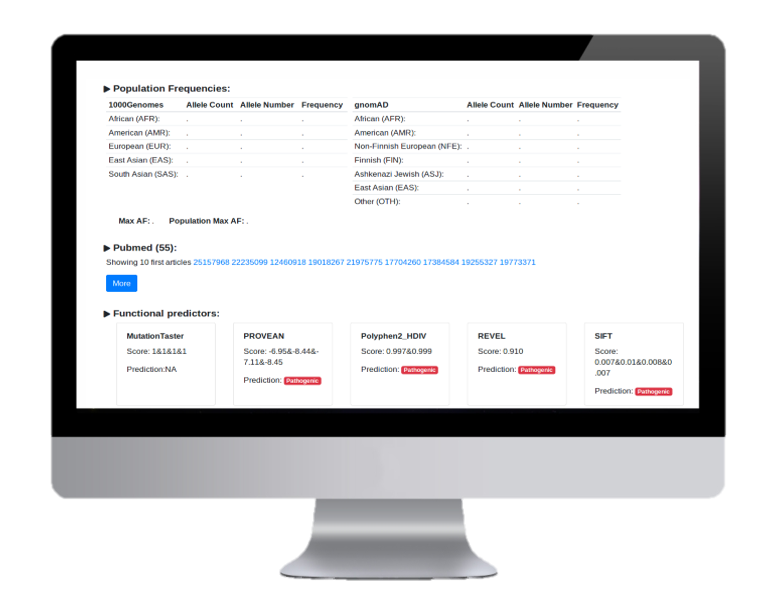 ▶ Population Frequencies:
1000Genomes Allele Count Allele Number Frequency gnomAD Allele Count Allele Number Frequency
African (AFR): . . . African (AFR): . . .
American (AMR): . . . American (AMR): . . .
European (EUR): . . . Non-Finnish European (NFE): . . .
East Asian (EAS): . . . Finnish (FIN): . . .
South Asian (SAS): . . . Ashkenazi Jewish (ASJ): . . .
East Asian (EAS): . . .
Other (OTH): . . .
Max AF: . Population Max AF: .
▶ Pubmed (55):
Showing 10 first articles 25157968 22235099 12460918 19018267 21975775 17704260 17384584 19255327 19773371
More
▶ Functional predictors:
MutationTaster PROVEAN Polyphen2_HDIV REVEL SIFT
Score: 1&1&1&1 Score: -6.95&-8.44&- Score: 0.997&0.999 Score: 0.910 Score:
7.11&-8.45 0.007&0.01&0.008&0
.007
Prediction:NA Prediction: Pathogenic Prediction: Pathogenic Prediction: Pathogenic Prediction: Pathogenic